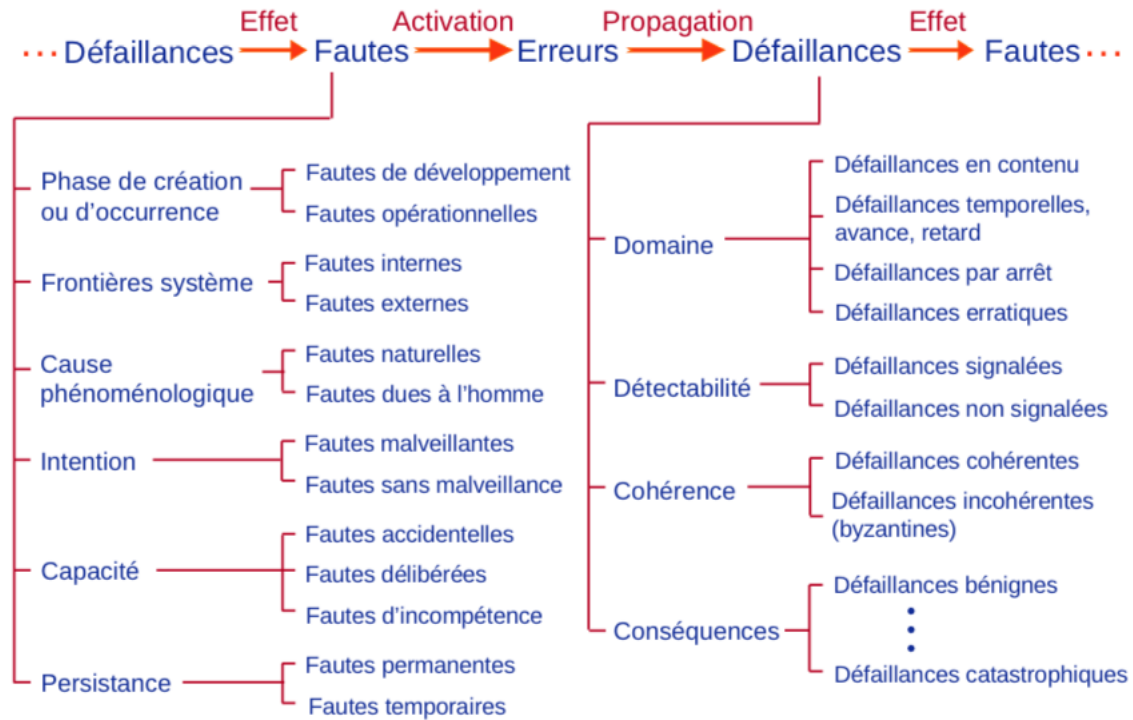 Effet Activation Propagation Effet
... Défaillances Fautes Erreurs Défaillances Fautes ...
Phase de création
ou d'occurrence
Fautes de développement
Fautes opérationnelles
Frontières système
Fautes internes
Fautes externes
Cause
phénoménologique
Fautes naturelles
Fautes dues à l'homme
Intention
Fautes malveillantes
Fautes sans malveillance
Capacité
Fautes accidentelles
Fautes délibérées
Fautes d'incompétence
Persistance
Fautes permanentes
Fautes temporaires
Domaine
Défaillances en contenu
Défaillances temporelles,
avance, retard
Défaillances par arrêt
Défaillances erratiques
Détectabilité
Défaillances signalées
Défaillances non signalées
Cohérence
Défaillances cohérentes
Défaillances incohérentes
(byzantines)
Conséquences
Défaillances bénignes
Défaillances catastrophiques